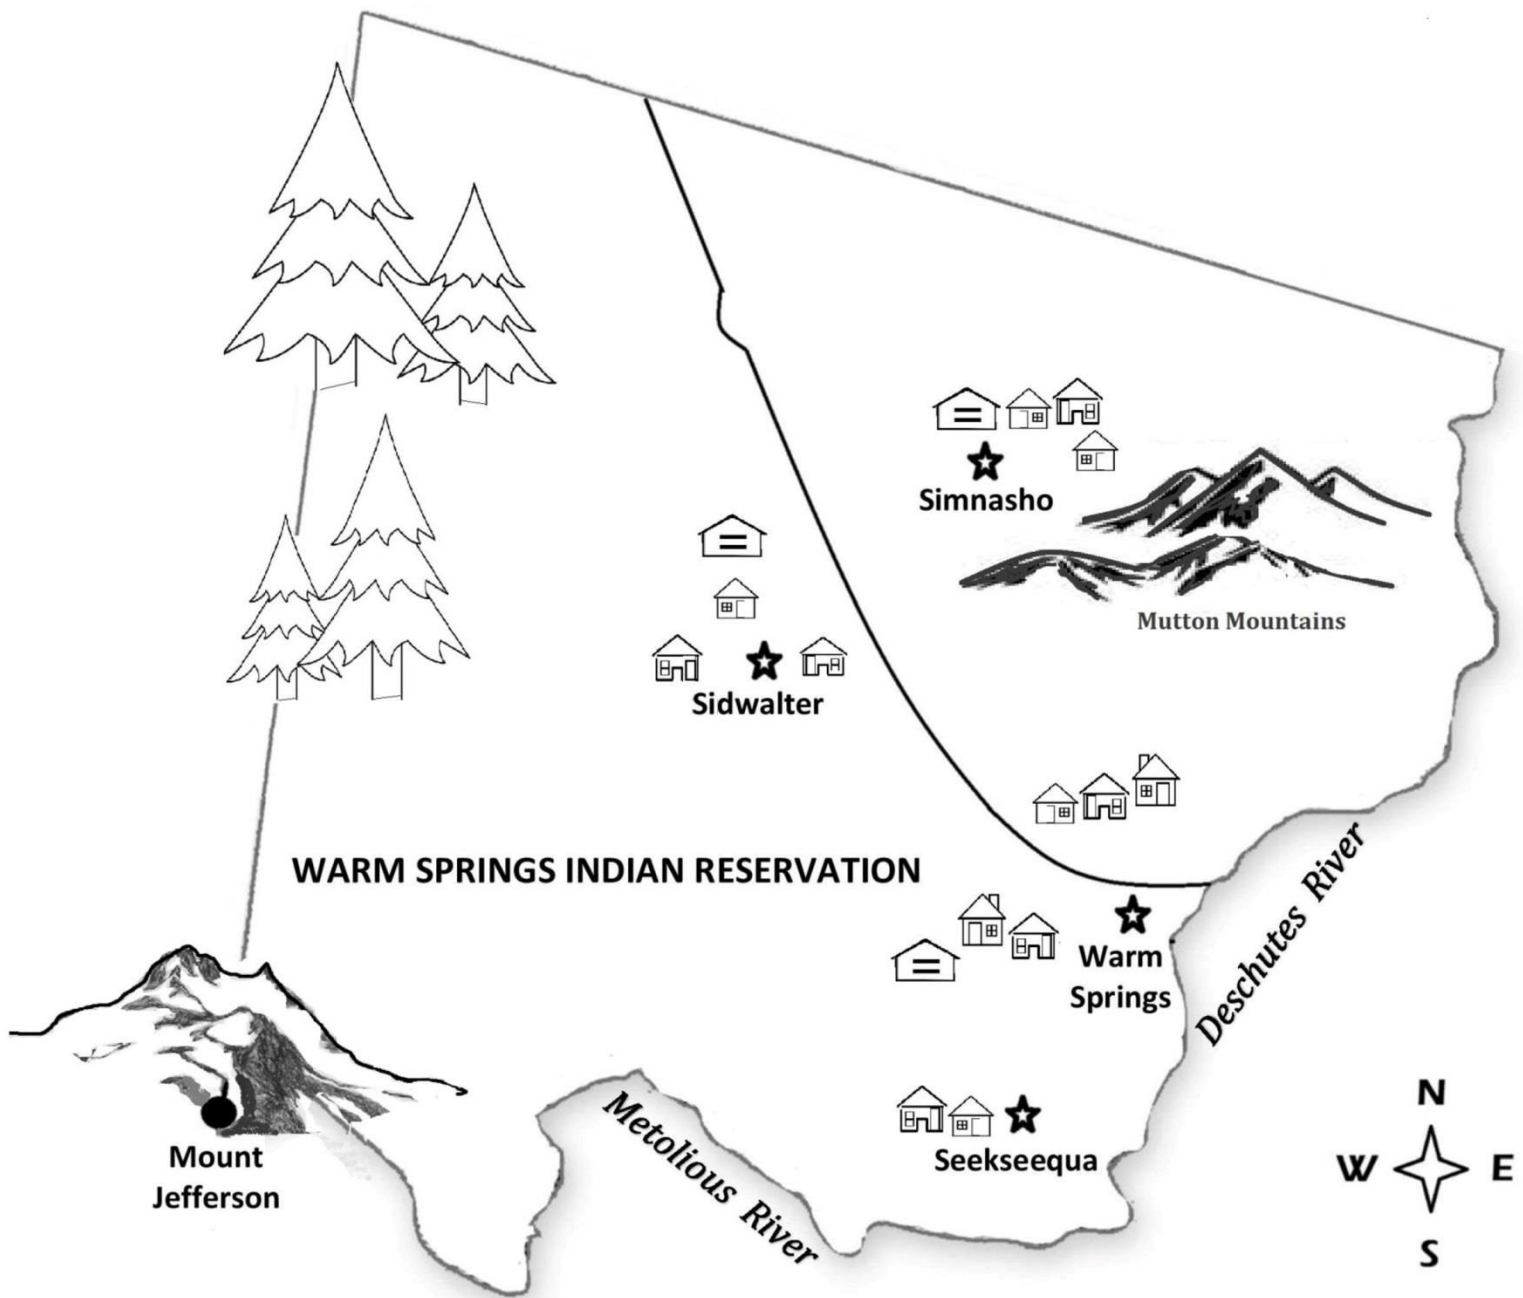 Simnasho
Mutton Mountains
Sidwalter
WARM SPRINGS INDIAN RESERVATION
Warm
Springs
Deschutes River
Seekseequa
Metolious River
Mount
Jefferson
N
W E
S